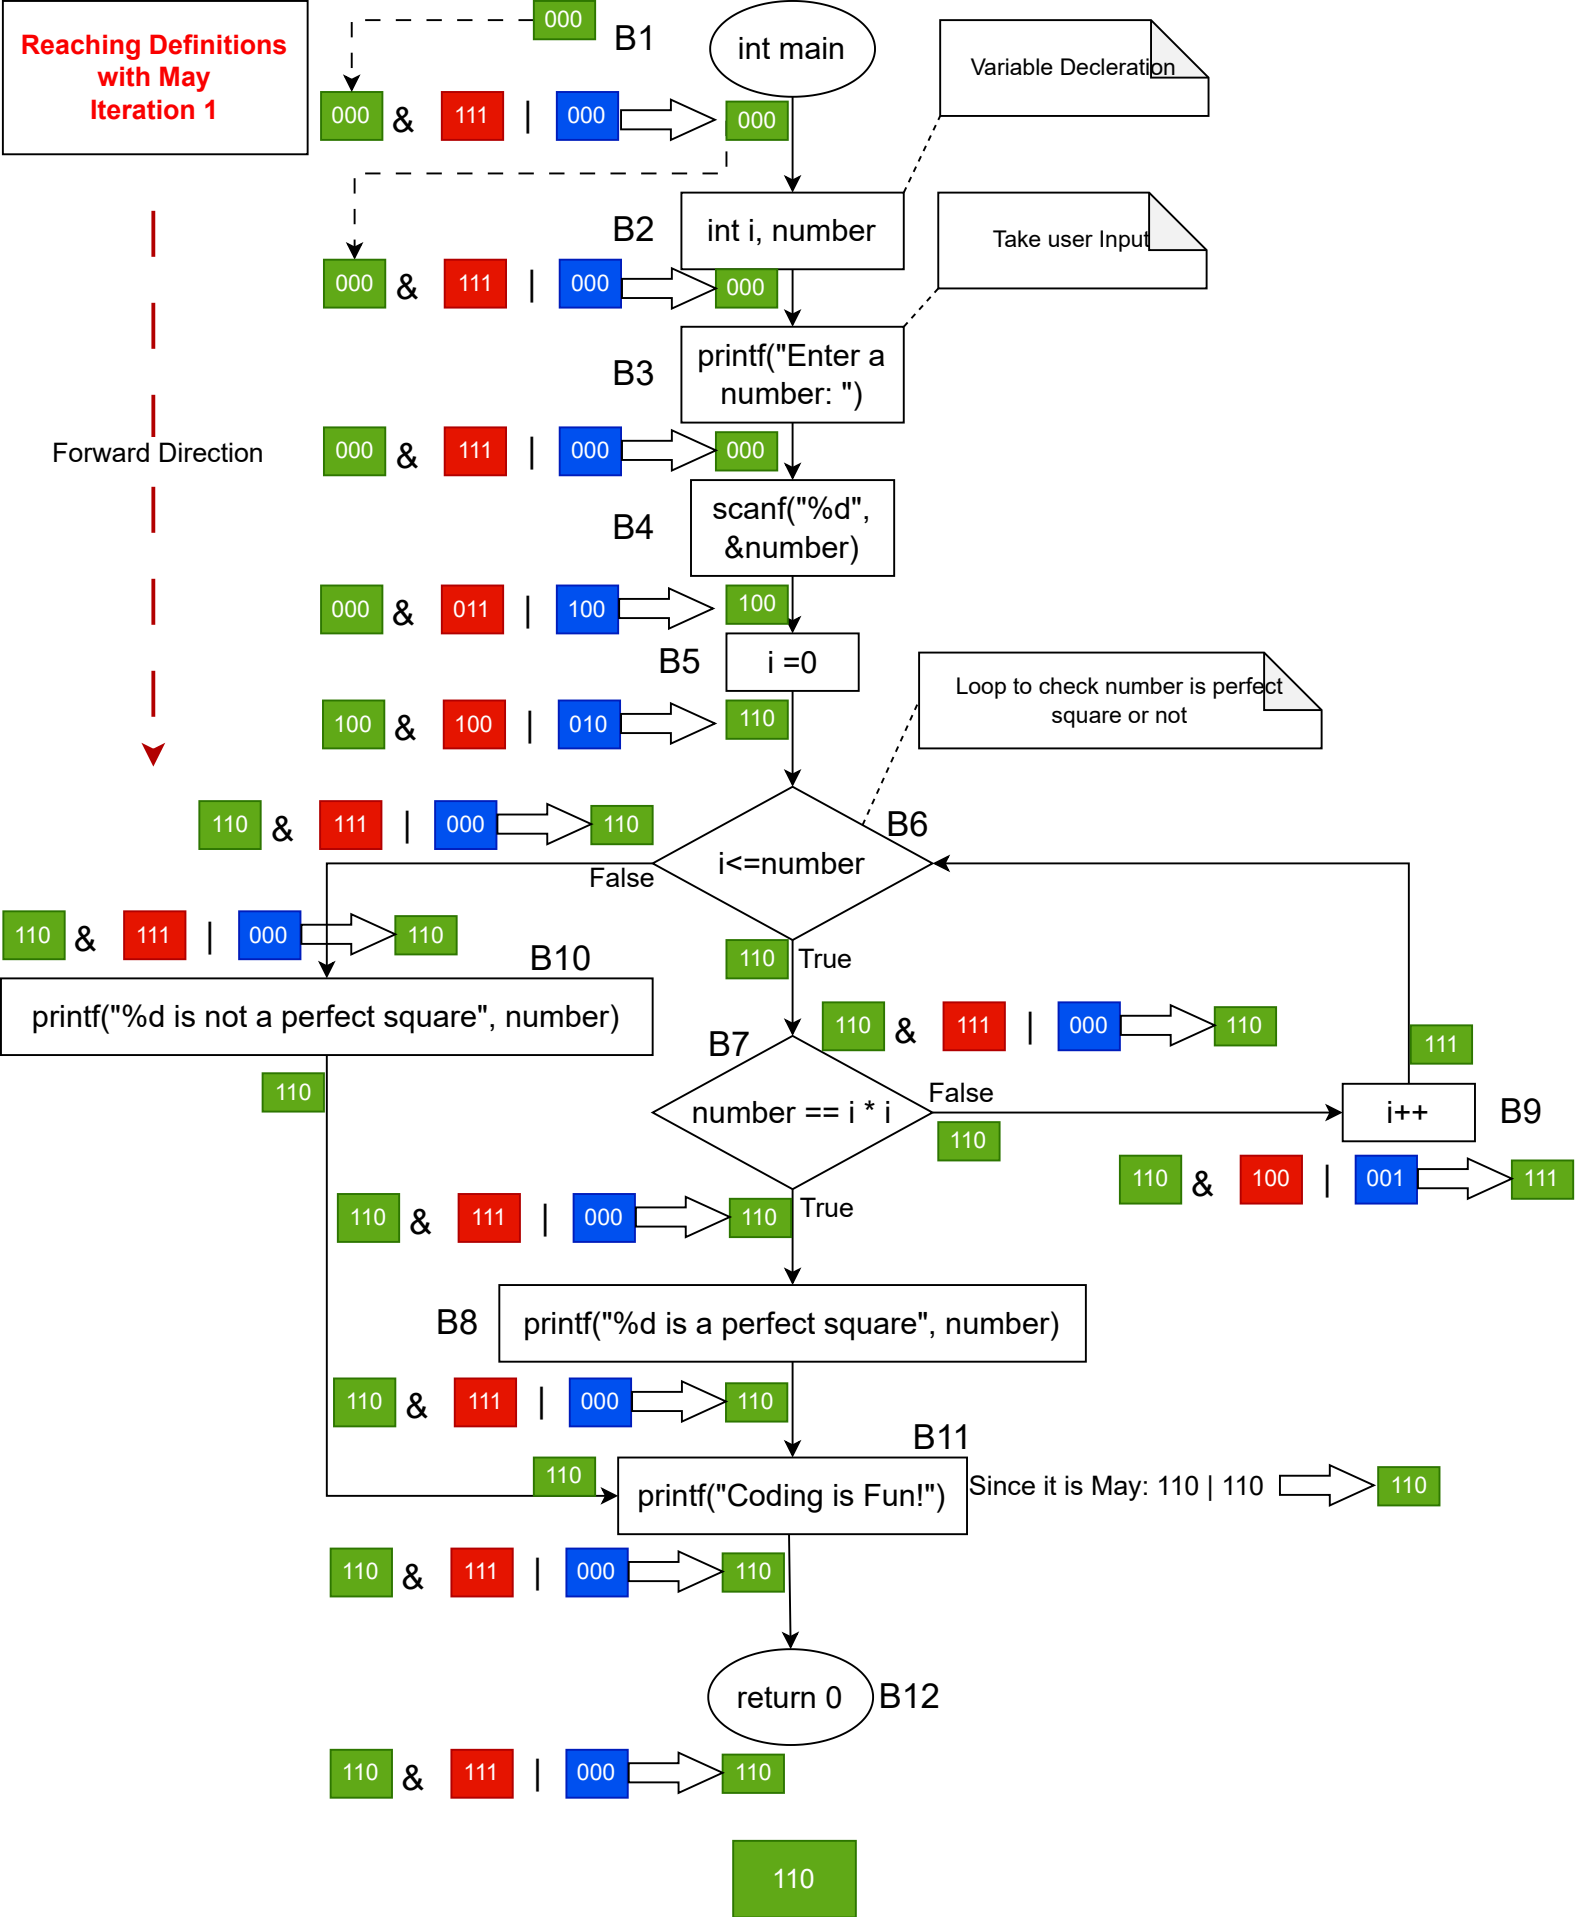 Reaching Definitions
with May
Iteration 1
000
B1
int main
Variable Decleration
000 & 111 | 000 000
B2
int i, number
Take user Input
000 & 111 | 000 000
B3
printf("Enter a
number: ")
Forward Direction
000 & 111 | 000 000
B4
scanf("%d",
&number)
000 & 011 | 100 100
B5
i =0
Loop to check number is perfect
square or not
100 & 100 | 010 110
110 & 111 | 000 110
B6
i<=number
False
110 & 111 | 000 110
B10
110
True
printf("%d is not a perfect square", number)
110 & 111 | 000 110
B7
111
110
number == i * i
False
110
i++
B9
110 & 100 | 001 111
110 & 111 | 000 110
True
B8
printf("%d is a perfect square", number)
110 & 111 | 000 110
B11
110
printf("Coding is Fun!")
Since it is May: 110 | 110
110
110 & 111 | 000 110
return 0
B12
110 & 111 | 000 110
110